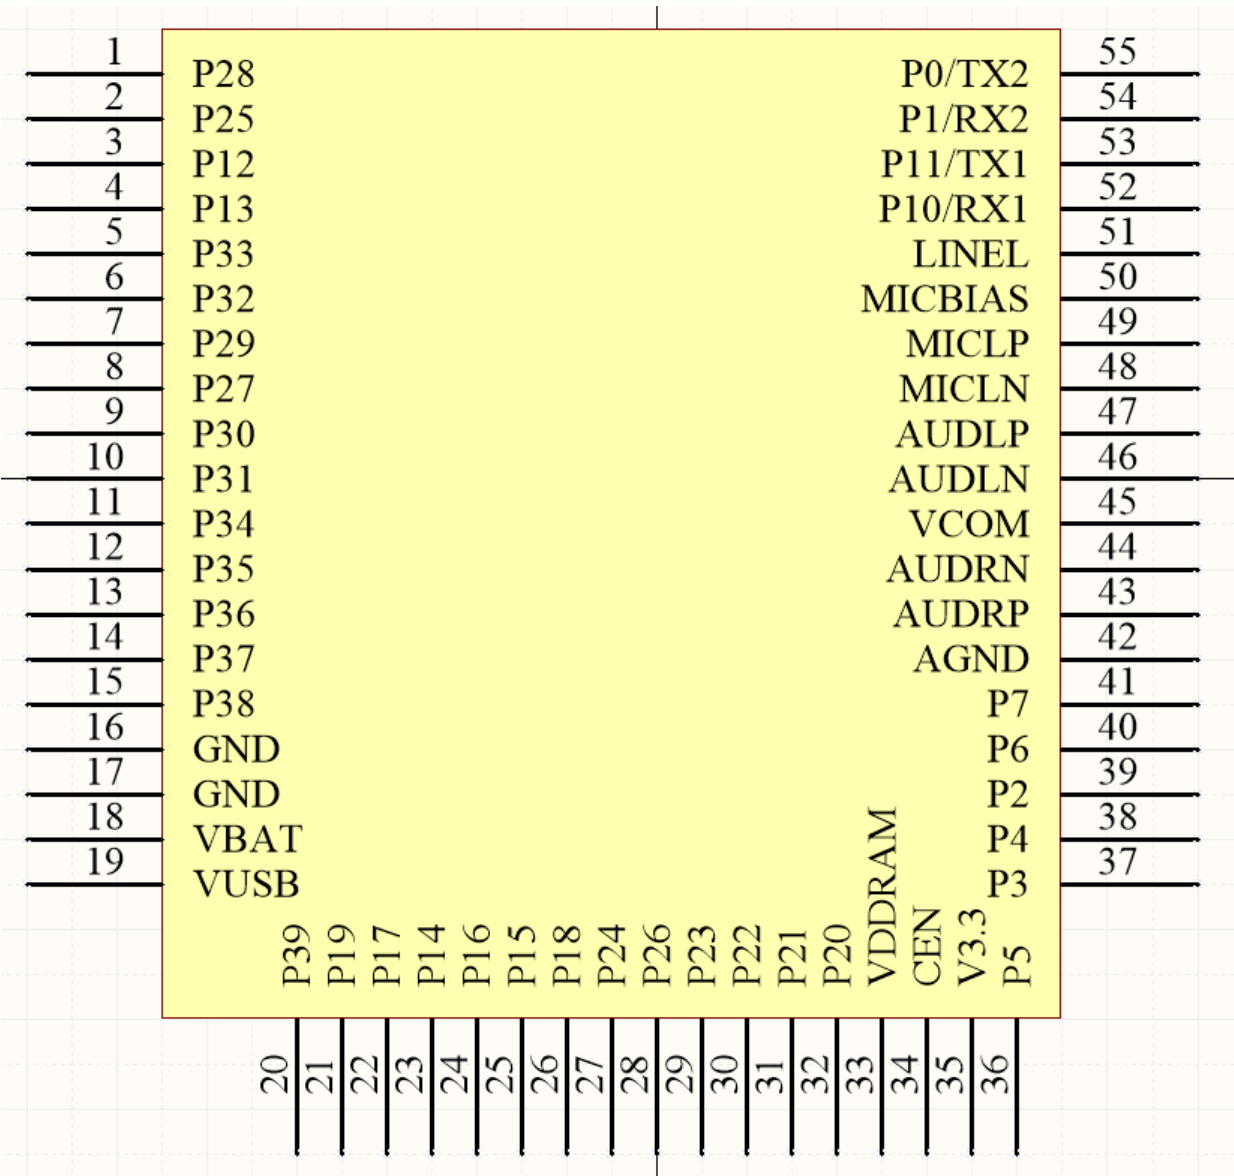 1 P28 P0/TX2 55
2 P25 P1/RX2 54
3 P12 P11/TX1 53
4 P13 P10/RX1 52
5 P33 LINEL 51
6 P32 MICBIAS 50
7 P29 MICLP 49
8 P27 MICLN 48
9 P30 AUDLP 47
10 P31 AUDLN 46
11 P34 VCOM 45
12 P35 AUDRN 44
13 P36 AUDRP 43
14 P37 AGND 42
15 P38 P7 41
16 GND P6 40
17 GND P2 39
18 VBAT P4 38
19 VUSB P3 37
P39 P19 P17 P14 P16 P15 P18 P24 P26 P23 P22 P21 P20 VDDRAM CEN V3.3 P5
20 21 22 23 24 25 26 27 28 29 30 31 32 33 34 35 36